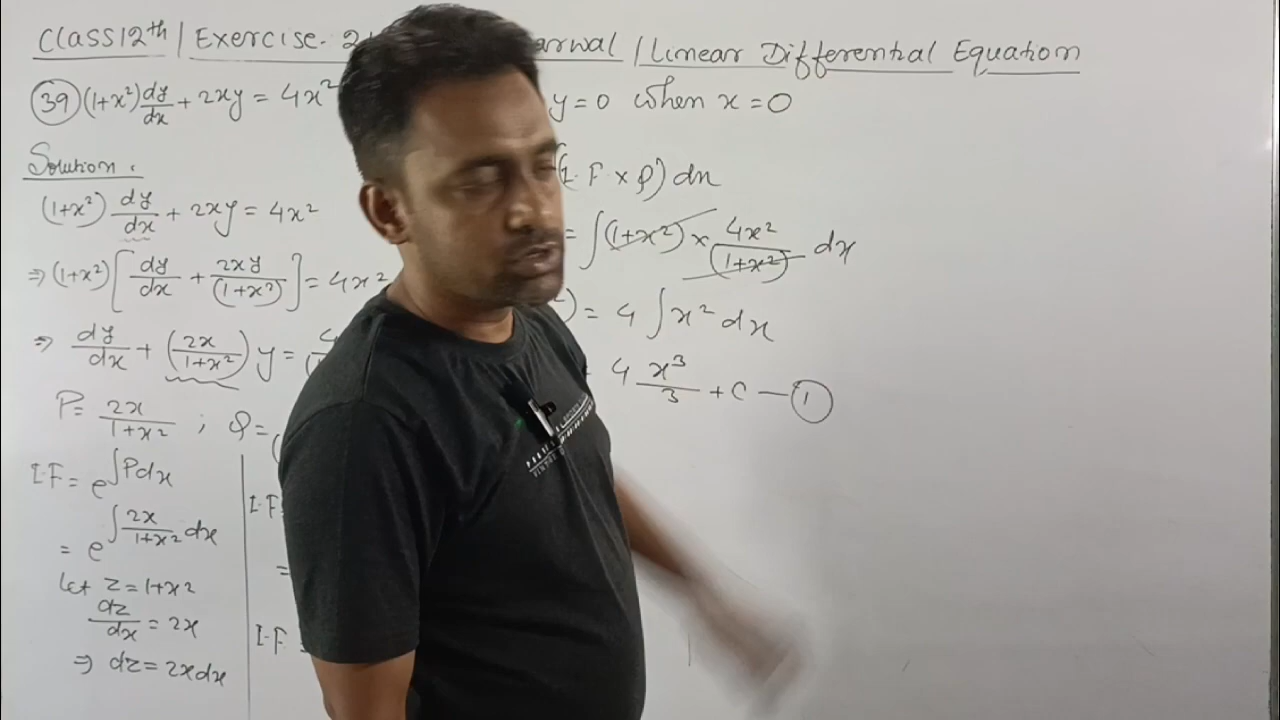 Class 12th / Exercise. 2 arwal / Linear Differential Equation
39 (1+x²) dy/dx + 2xy = 4x² y=0 when x=0
Solution.
(1+x²) dy/dx + 2xy = 4x²
⇒ (1+x²) [dy/dx + 2xy/(1+x²)] = 4x²
⇒ dy/dx + (2x/1+x²) y =
P = 2x/1+x² ; Q =
I.F = e^∫Pdx
= e^∫2x/1+x² dx
Let z = 1+x²
dz/dx = 2x
⇒ dz = 2xdx
I.F
=
I.F =
(I.F × Q) dx
= ∫(1+x²) × 4x²/(1+x²) dx
) = 4 ∫x² dx
4 x³/3 + C — 1